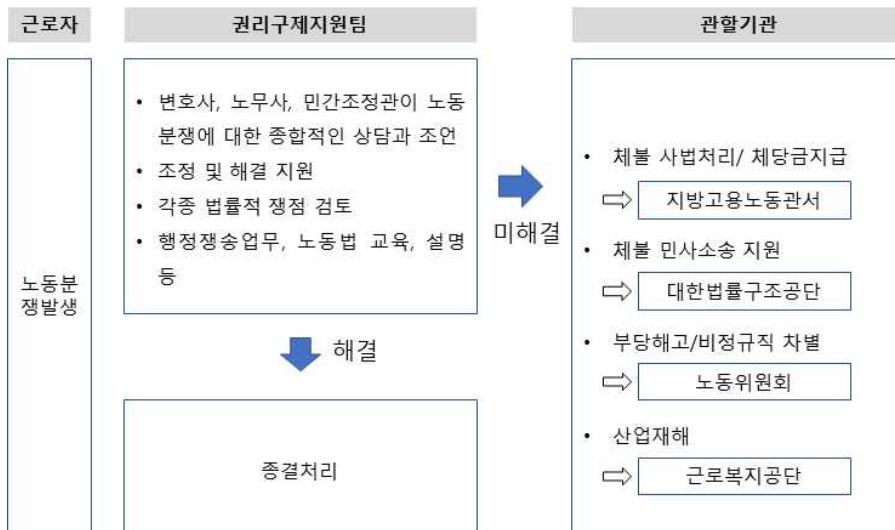 근로자
권리구제지원팀
관할기관
노동분
쟁발생
• 변호사, 노무사, 민간조정관이 노동
분쟁에 대한 종합적인 상담과 조언
• 조정 및 해결 지원
• 각종 법률적 쟁점 검토
• 행정쟁송업무, 노동법 교육, 설명
등
해결
종결처리
미해결
• 체불 사법처리/ 체당금지급
지방고용노동관서
• 체불 민사소송 지원
대한법률구조공단
• 부당해고/비정규직 차별
노동위원회
• 산업재해
근로복지공단